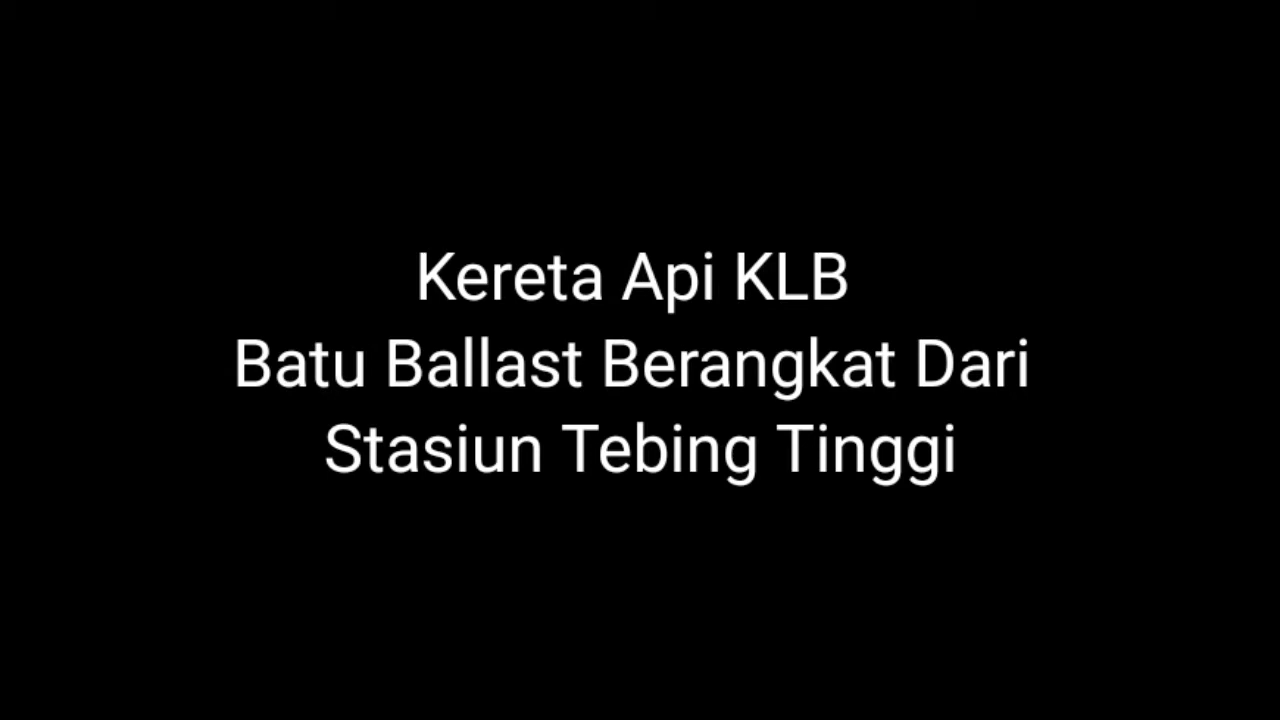 Kereta Api KLB
Batu Ballast Berangkat Dari
Stasiun Tebing Tinggi